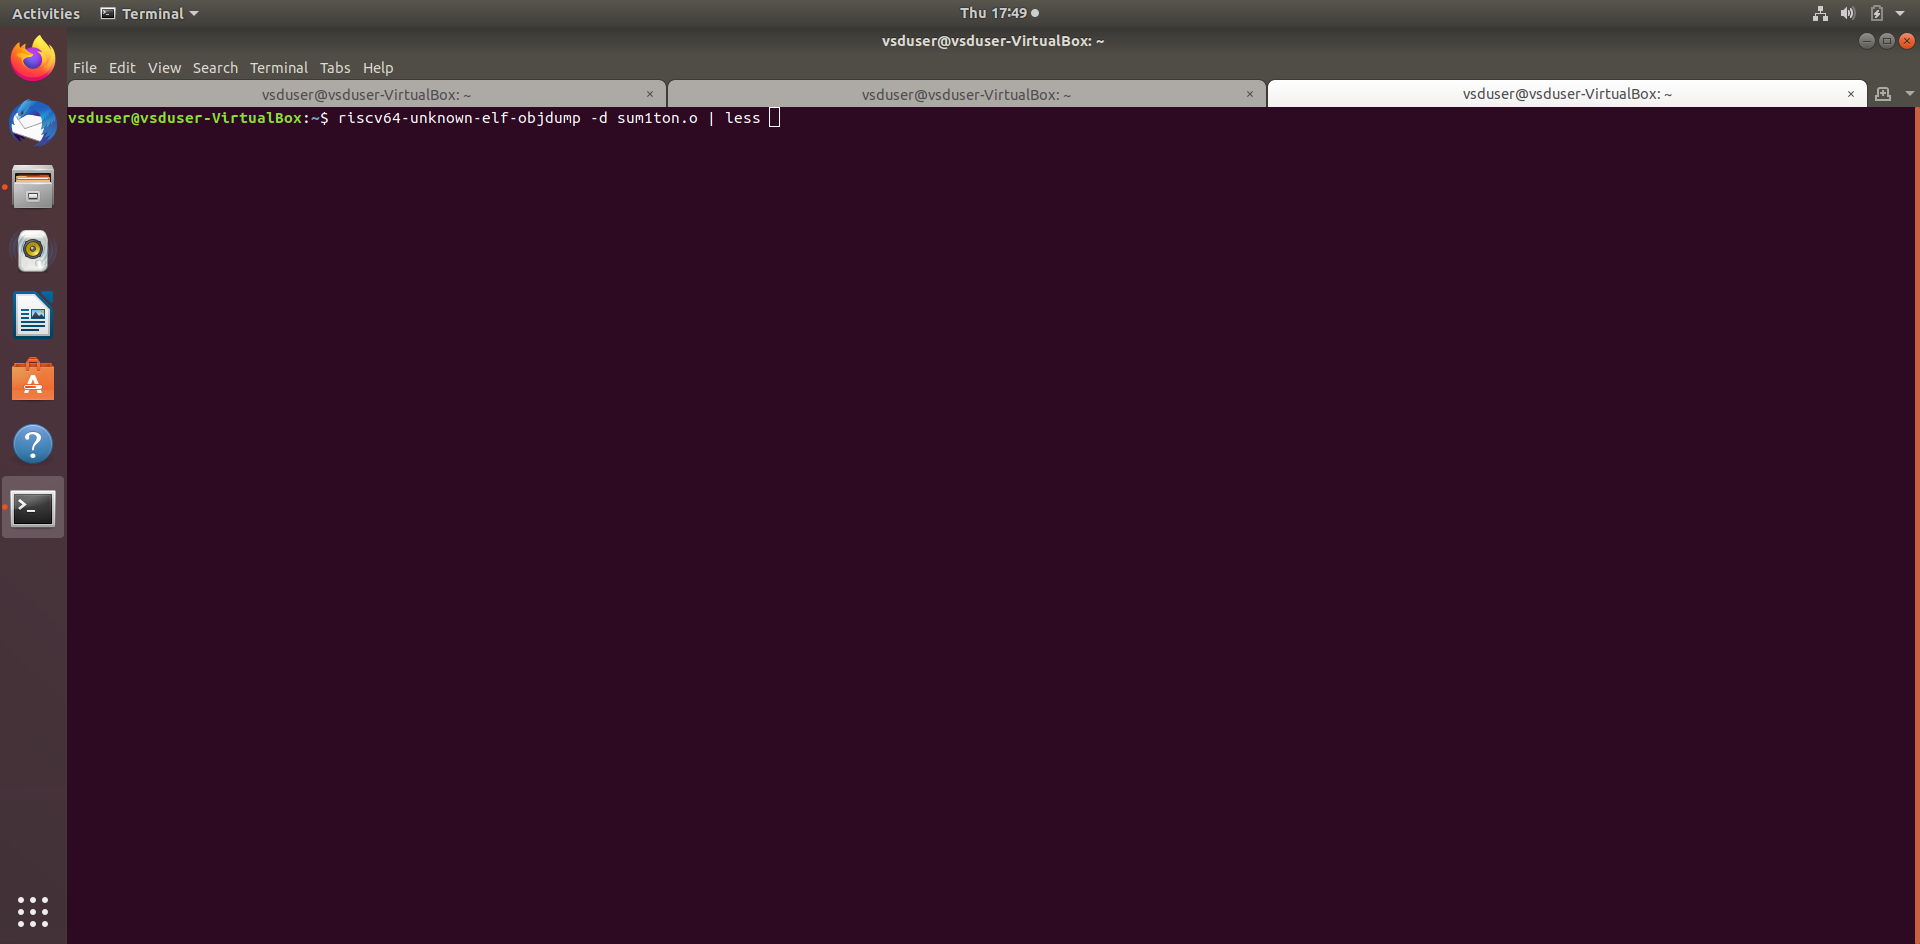 Activities Terminal Thu 17:49
vsduser@vsduser-VirtualBox: ~
File Edit View Search Terminal Tabs Help
vsduser@vsduser-VirtualBox: ~ × vsduser@vsduser-VirtualBox: ~ × vsduser@vsduser-VirtualBox: ~ ×
vsduser@vsduser-VirtualBox:~$ riscv64-unknown-elf-objdump -d sum1ton.o | less